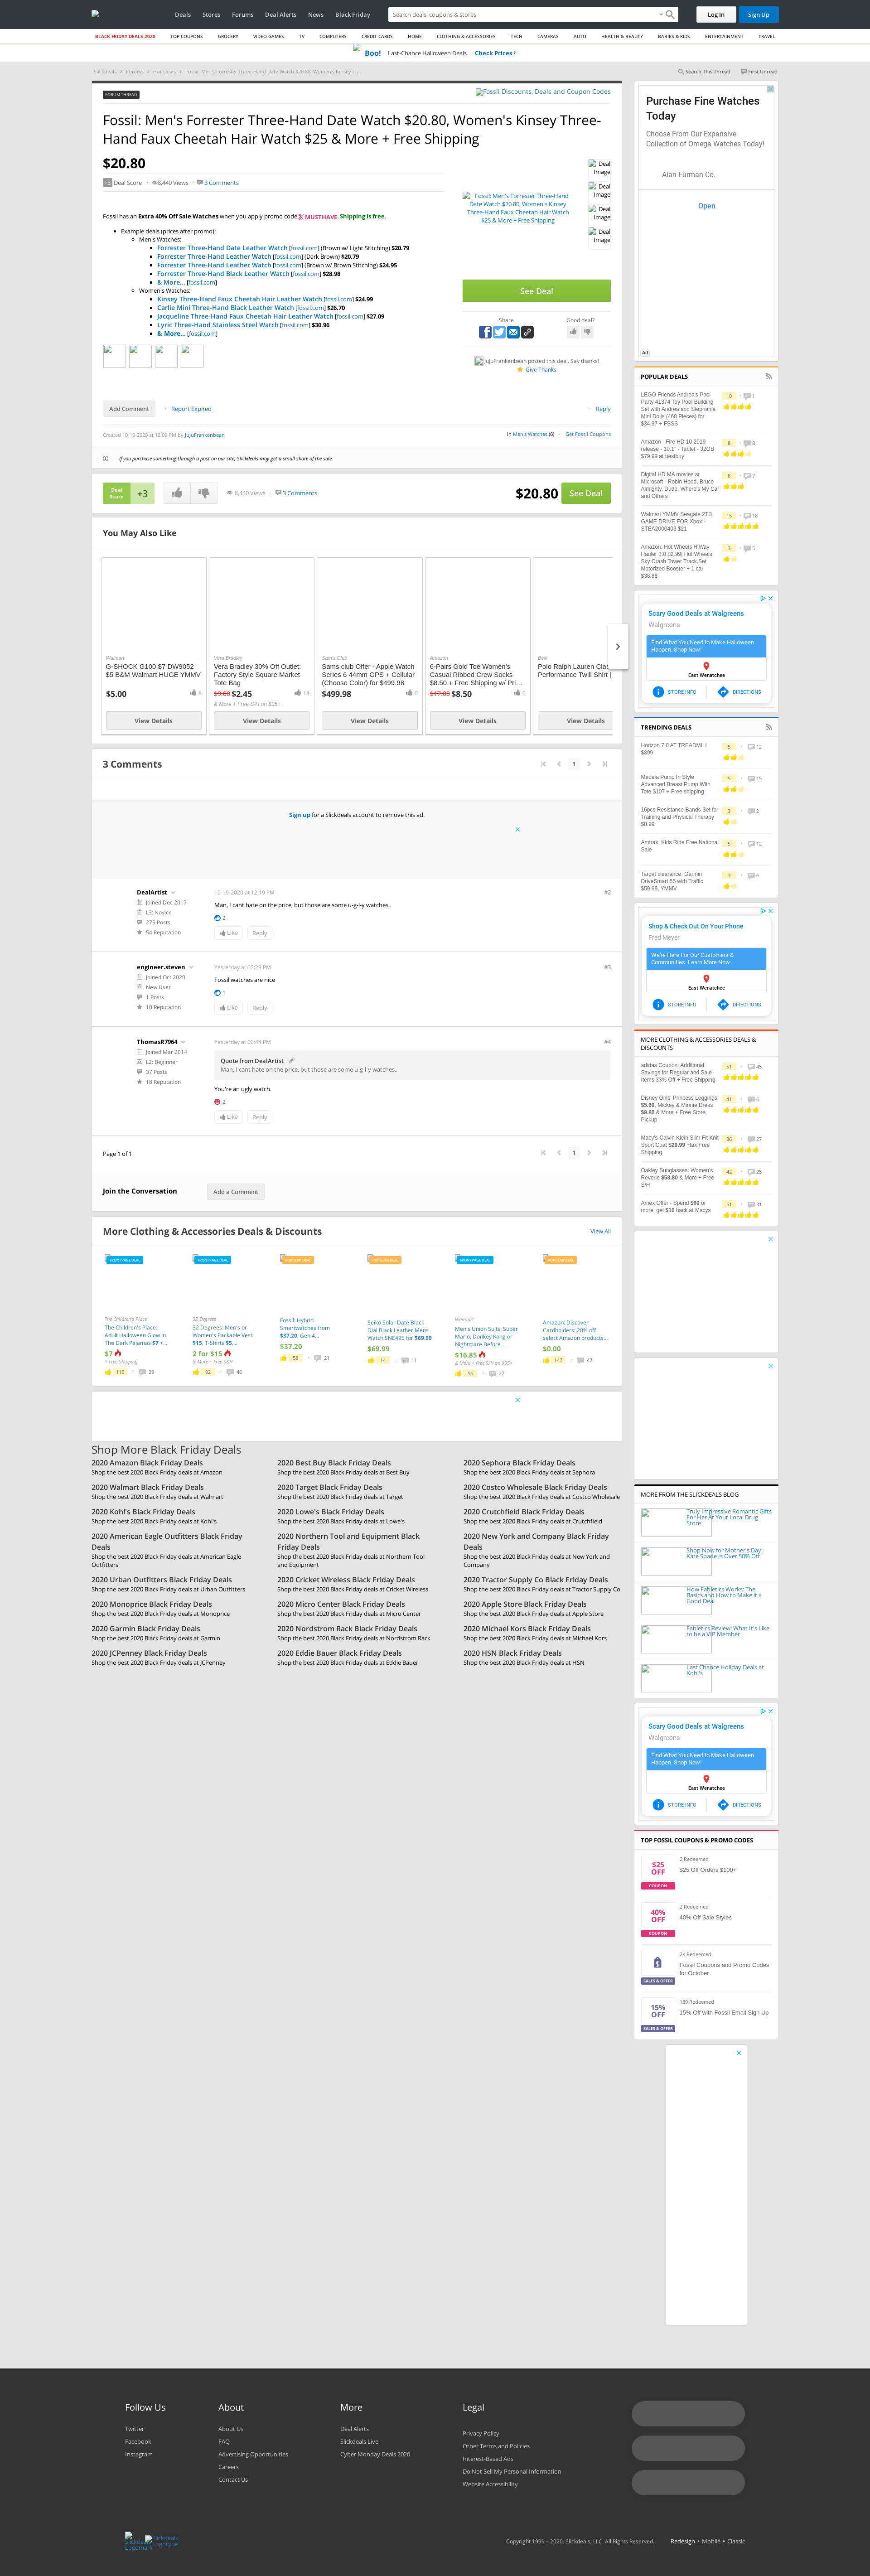 Deals Stores Forums Deal Alerts News Black Friday
Search deals, coupons & stores
Log In
Sign Up
BLACK FRIDAY DEALS 2020 TOP COUPONS GROCERY VIDEO GAMES TV COMPUTERS CREDIT CARDS HOME CLOTHING & ACCESSORIES TECH CAMERAS AUTO HEALTH & BEAUTY BABIES & KIDS ENTERTAINMENT TRAVEL
Boo! Last-Chance Halloween Deals. Check Prices
Slickdeals > Forums > Hot Deals > Fossil: Men's Forrester Three-Hand Date Watch $20.80, Women's Kinsey Th...
Search This Thread First Unread
FORUM THREAD
Fossil Discounts, Deals and Coupon Codes
Fossil: Men's Forrester Three-Hand Date Watch $20.80, Women's Kinsey Three-
Hand Faux Cheetah Hair Watch $25 & More + Free Shipping
$20.80
+3 Deal Score 8,440 Views 3 Comments
Fossil has an Extra 40% Off Sale Watches when you apply promo code MUSTHAVE. Shipping is free.
Example deals (prices after promo):
Men's Watches:
Forrester Three-Hand Date Leather Watch [fossil.com] (Brown w/ Light Stitching) $20.79
Forrester Three-Hand Leather Watch [fossil.com] (Dark Brown) $20.79
Forrester Three-Hand Leather Watch [fossil.com] (Brown w/ Brown Stitching) $24.95
Forrester Three-Hand Black Leather Watch [fossil.com] $28.98
& More... [fossil.com]
Women's Watches:
Kinsey Three-Hand Faux Cheetah Hair Leather Watch [fossil.com] $24.99
Carlie Mini Three-Hand Black Leather Watch [fossil.com] $26.70
Jacqueline Three-Hand Faux Cheetah Hair Leather Watch [fossil.com] $27.09
Lyric Three-Hand Stainless Steel Watch [fossil.com] $30.96
& More... [fossil.com]
Fossil: Men's Forrester Three-Hand
Date Watch $20.80, Women's Kinsey
Three-Hand Faux Cheetah Hair Watch
$25 & More + Free Shipping
Deal
Image
Deal
Image
Deal
Image
Deal
Image
See Deal
Share Good deal?
JuJuFrankenbean posted this deal. Say thanks!
Give Thanks
Add Comment Report Expired Reply
Created 10-19-2020 at 12:09 PM by JuJuFrankenbean
in Men's Watches (6) Get Fossil Coupons
If you purchase something through a post on our site, Slickdeals may get a small share of the sale.
Deal
Score
+3
8,440 Views 3 Comments
$20.80 See Deal
You May Also Like
Walmart
G-SHOCK G100 $7 DW9052
$5 B&M Walmart HUGE YMMV
$5.00 8
View Details
Vera Bradley
Vera Bradley 30% Off Outlet:
Factory Style Square Market
Tote Bag
$9.00 $2.45 18
& More + Free S/H on $35+
View Details
Sam's Club
Sams club Offer - Apple Watch
Series 6 44mm GPS + Cellular
(Choose Color) for $499.98
$499.98 0
View Details
Amazon
6-Pairs Gold Toe Women's
Casual Ribbed Crew Socks
$8.50 + Free Shipping w/ Pri...
$17.00 $8.50 0
View Details
Belk
Polo Ralph Lauren Clas
Performance Twill Shirt |
View Details
3 Comments
1
Sign up for a Slickdeals account to remove this ad.
DealArtist
Joined Dec 2017
L3: Novice
275 Posts
54 Reputation
10-19-2020 at 12:19 PM #2
Man, I cant hate on the price, but those are some u-g-l-y watches..
2
Like Reply
engineer.steven
Joined Oct 2020
New User
1 Posts
10 Reputation
Yesterday at 02:29 PM #3
Fossil watches are nice
1
Like Reply
ThomasR7964
Joined Mar 2014
L2: Beginner
37 Posts
18 Reputation
Yesterday at 06:44 PM #4
Quote from DealArtist
Man, I cant hate on the price, but those are some u-g-l-y watches..
You're an ugly watch.
2
Like Reply
Page 1 of 1
1
Join the Conversation Add a Comment
More Clothing & Accessories Deals & Discounts View All
FRONTPAGE DEAL
The Children's Place
The Children's Place:
Adult Halloween Glow In
The Dark Pajamas $7 +...
$7
+ Free Shipping
116 29
FRONTPAGE DEAL
32 Degrees
32 Degrees: Men's or
Women's Packable Vest
$15, T-Shirts $5,...
2 for $15
& More + Free S&H
92 46
POPULAR DEAL
Fossil: Hybrid
Smartwatches from
$37.20, Gen 4...
$37.20
58 21
POPULAR DEAL
Seiko Solar Date Black
Dial Black Leather Mens
Watch SNE495 for $69.99
$69.99
14 11
FRONTPAGE DEAL
Walmart
Men's Union Suits: Super
Mario, Donkey Kong or
Nightmare Before...
$16.85
& More + Free S/H on $35+
56 27
POPULAR DEAL
Amazon: Discover
Cardholders: 20% off
select Amazon products...
$0.00
147 42
Shop More Black Friday Deals
2020 Amazon Black Friday Deals
Shop the best 2020 Black Friday deals at Amazon
2020 Best Buy Black Friday Deals
Shop the best 2020 Black Friday deals at Best Buy
2020 Sephora Black Friday Deals
Shop the best 2020 Black Friday deals at Sephora
2020 Walmart Black Friday Deals
Shop the best 2020 Black Friday deals at Walmart
2020 Target Black Friday Deals
Shop the best 2020 Black Friday deals at Target
2020 Costco Wholesale Black Friday Deals
Shop the best 2020 Black Friday deals at Costco Wholesale
2020 Kohl's Black Friday Deals
Shop the best 2020 Black Friday deals at Kohl's
2020 Lowe's Black Friday Deals
Shop the best 2020 Black Friday deals at Lowe's
2020 Crutchfield Black Friday Deals
Shop the best 2020 Black Friday deals at Crutchfield
2020 American Eagle Outfitters Black Friday
Deals
Shop the best 2020 Black Friday deals at American Eagle
Outfitters
2020 Northern Tool and Equipment Black
Friday Deals
Shop the best 2020 Black Friday deals at Northern Tool
and Equipment
2020 New York and Company Black Friday
Deals
Shop the best 2020 Black Friday deals at New York and
Company
2020 Urban Outfitters Black Friday Deals
Shop the best 2020 Black Friday deals at Urban Outfitters
2020 Cricket Wireless Black Friday Deals
Shop the best 2020 Black Friday deals at Cricket Wireless
2020 Tractor Supply Co Black Friday Deals
Shop the best 2020 Black Friday deals at Tractor Supply Co
2020 Monoprice Black Friday Deals
Shop the best 2020 Black Friday deals at Monoprice
2020 Micro Center Black Friday Deals
Shop the best 2020 Black Friday deals at Micro Center
2020 Apple Store Black Friday Deals
Shop the best 2020 Black Friday deals at Apple Store
2020 Garmin Black Friday Deals
Shop the best 2020 Black Friday deals at Garmin
2020 Nordstrom Rack Black Friday Deals
Shop the best 2020 Black Friday deals at Nordstrom Rack
2020 Michael Kors Black Friday Deals
Shop the best 2020 Black Friday deals at Michael Kors
2020 JCPenney Black Friday Deals
Shop the best 2020 Black Friday deals at JCPenney
2020 Eddie Bauer Black Friday Deals
Shop the best 2020 Black Friday deals at Eddie Bauer
2020 HSN Black Friday Deals
Shop the best 2020 Black Friday deals at HSN
Purchase Fine Watches
Today
Choose From Our Expansive
Collection of Omega Watches Today!
Alan Furman Co.
Open
Ad
POPULAR DEALS
LEGO Friends Andrea's Pool
Party 41374 Toy Pool Building
Set with Andrea and Stephanie
Mini Dolls (468 Pieces) for
$34.97 + FSSS
10 1
Amazon - Fire HD 10 2019
release - 10.1" - Tablet - 32GB
$79.99 at bestbuy
8 8
Digital HD MA movies at
Microsoft - Robin Hood, Bruce
Almighty, Dude, Where's My Car
and Others
6 7
Walmart YMMV Seagate 2TB
GAME DRIVE FOR Xbox -
STEA2000403 $21
15 18
Amazon: Hot Wheels HiWay
Hauler 3.0 $2.99| Hot Wheels
Sky Crash Tower Track Set
Motorized Booster + 1 car
$38.88
3 5
Scary Good Deals at Walgreens
Walgreens
Find What You Need to Make Halloween
Happen. Shop Now!
East Wenatchee
STORE INFO DIRECTIONS
TRENDING DEALS
Horizon 7.0 AT TREADMILL
$899
5 12
Medela Pump In Style
Advanced Breast Pump With
Tote $107 + Free shipping
5 15
16pcs Resistance Bands Set for
Training and Physical Therapy
$8.99
3 2
Amtrak: Kids Ride Free National
Sale
5 12
Target clearance, Garmin
DriveSmart 55 with Traffic
$59.99, YMMV
3 6
Shop & Check Out On Your Phone
Fred Meyer
We're Here For Our Customers &
Communities. Learn More Now.
East Wenatchee
STORE INFO DIRECTIONS
MORE CLOTHING & ACCESSORIES DEALS &
DISCOUNTS
adidas Coupon: Additional
Savings for Regular and Sale
Items 33% Off + Free Shipping
51 45
Disney Girls' Princess Leggings
$5.60, Mickey & Minnie Dress
$9.80 & More + Free Store
Pickup
41 6
Macy's-Calvin Klein Slim Fit Knit
Sport Coat $29.99 +tax Free
Shipping
36 27
Oakley Sunglasses: Women's
Reverie $58.80 & More + Free
S/H
42 25
Amex Offer - Spend $60 or
more, get $10 back at Macys
51 31
MORE FROM THE SLICKDEALS BLOG
Truly Impressive Romantic Gifts
For Her At Your Local Drug
Store
Shop Now for Mother's Day:
Kate Spade Is Over 50% Off
How Fabletics Works: The
Basics and How to Make it a
Good Deal
Fabletics Review: What It's Like
to be a VIP Member
Last Chance Holiday Deals at
Kohl's
Scary Good Deals at Walgreens
Walgreens
Find What You Need to Make Halloween
Happen. Shop Now!
East Wenatchee
STORE INFO DIRECTIONS
TOP FOSSIL COUPONS & PROMO CODES
$25
OFF
COUPON
2 Redeemed
$25 Off Orders $100+
40%
OFF
COUPON
2 Redeemed
40% Off Sale Styles
SALES & OFFER
2k Redeemed
Fossil Coupons and Promo Codes
for October
15%
OFF
SALES & OFFER
139 Redeemed
15% Off with Fossil Email Sign Up
Follow Us
Twitter
Facebook
Instagram
About
About Us
FAQ
Advertising Opportunities
Careers
Contact Us
More
Deal Alerts
Slickdeals Live
Cyber Monday Deals 2020
Legal
Privacy Policy
Other Terms and Policies
Interest-Based Ads
Do Not Sell My Personal Information
Website Accessibility
Slickdeals
Logotype
Copyright 1999 – 2020. Slickdeals, LLC. All Rights Reserved. Redesign • Mobile • Classic